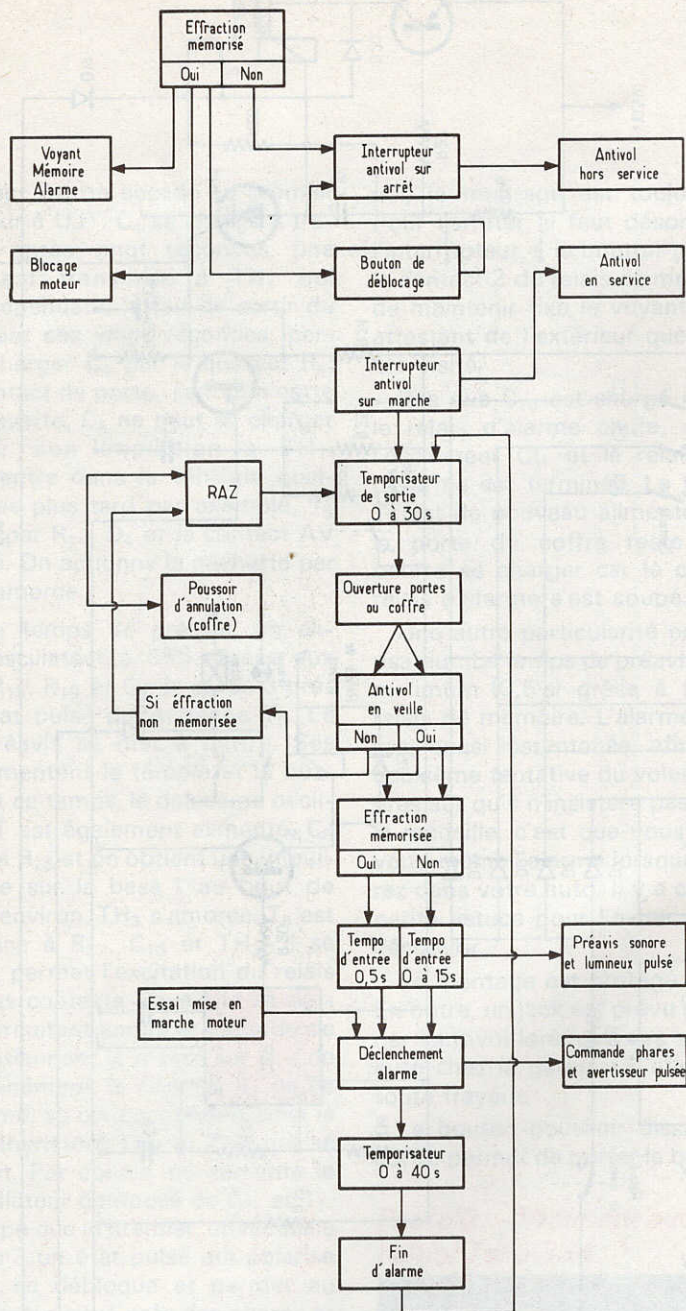 Effraction
mémorisé
Oui
Non
Voyant
Mémoire
Alarme
Interrupteur
antivol sur
arrêt
Antivol
hors service
Blocage
moteur
Bouton de
déblocage
Antivol
en service
Interrupteur
antivol
sur marche
RAZ
Temporisateur
de sortie
0 à 30s
Poussoir
d'annulation
(coffre)
Ouverture portes
ou coffre
Si éffraction
non mémorisée
Antivol
en veille
Non
Oui
Effraction
mémorisée
Oui
Non
Tempo
d'entrée
0,5s
Tempo
d'entrée
0 à 15s
Préavis sonore
et lumineux pulsé
Essai mise en
marche moteur
Déclenchement
alarme
Commande phares
et avertisseur pulsée
Temporisateur
0 à 40s
Fin
d'alarme